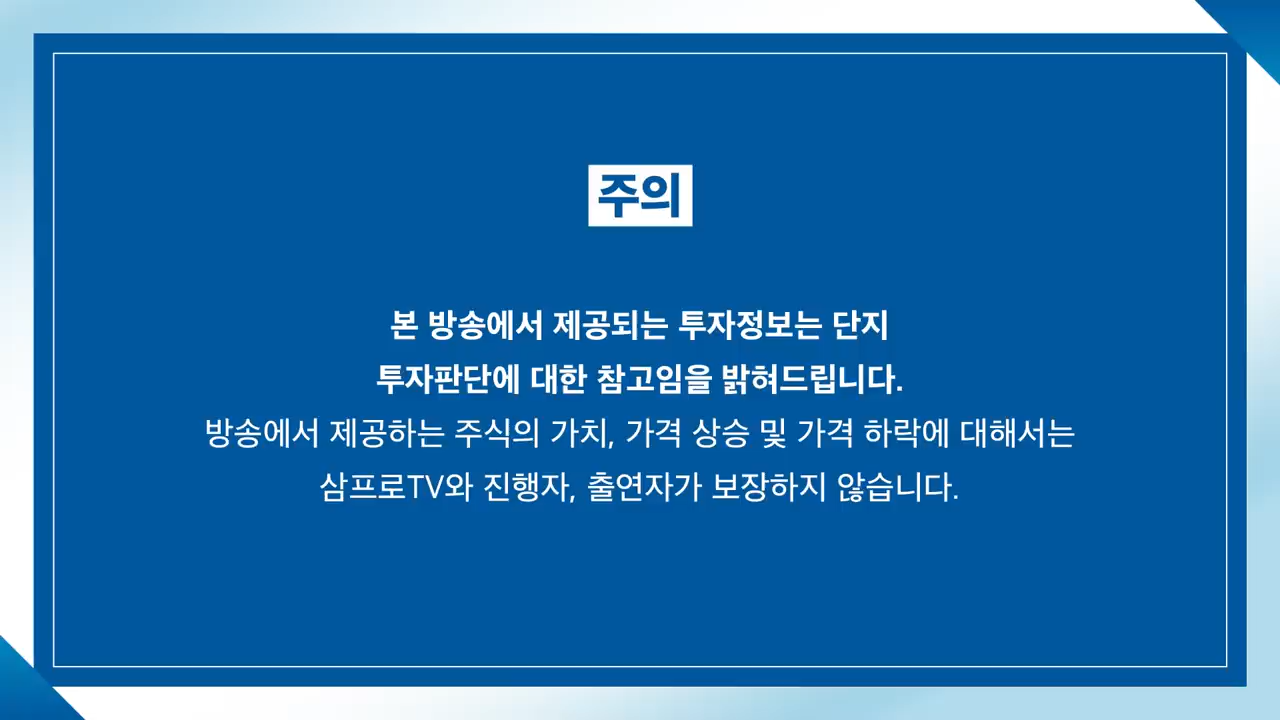 주의
본 방송에서 제공되는 투자정보는 단지
투자판단에 대한 참고임을 밝혀드립니다.
방송에서 제공하는 주식의 가치, 가격 상승 및 가격 하락에 대해서는
삼프로TV와 진행자, 출연자가 보장하지 않습니다.